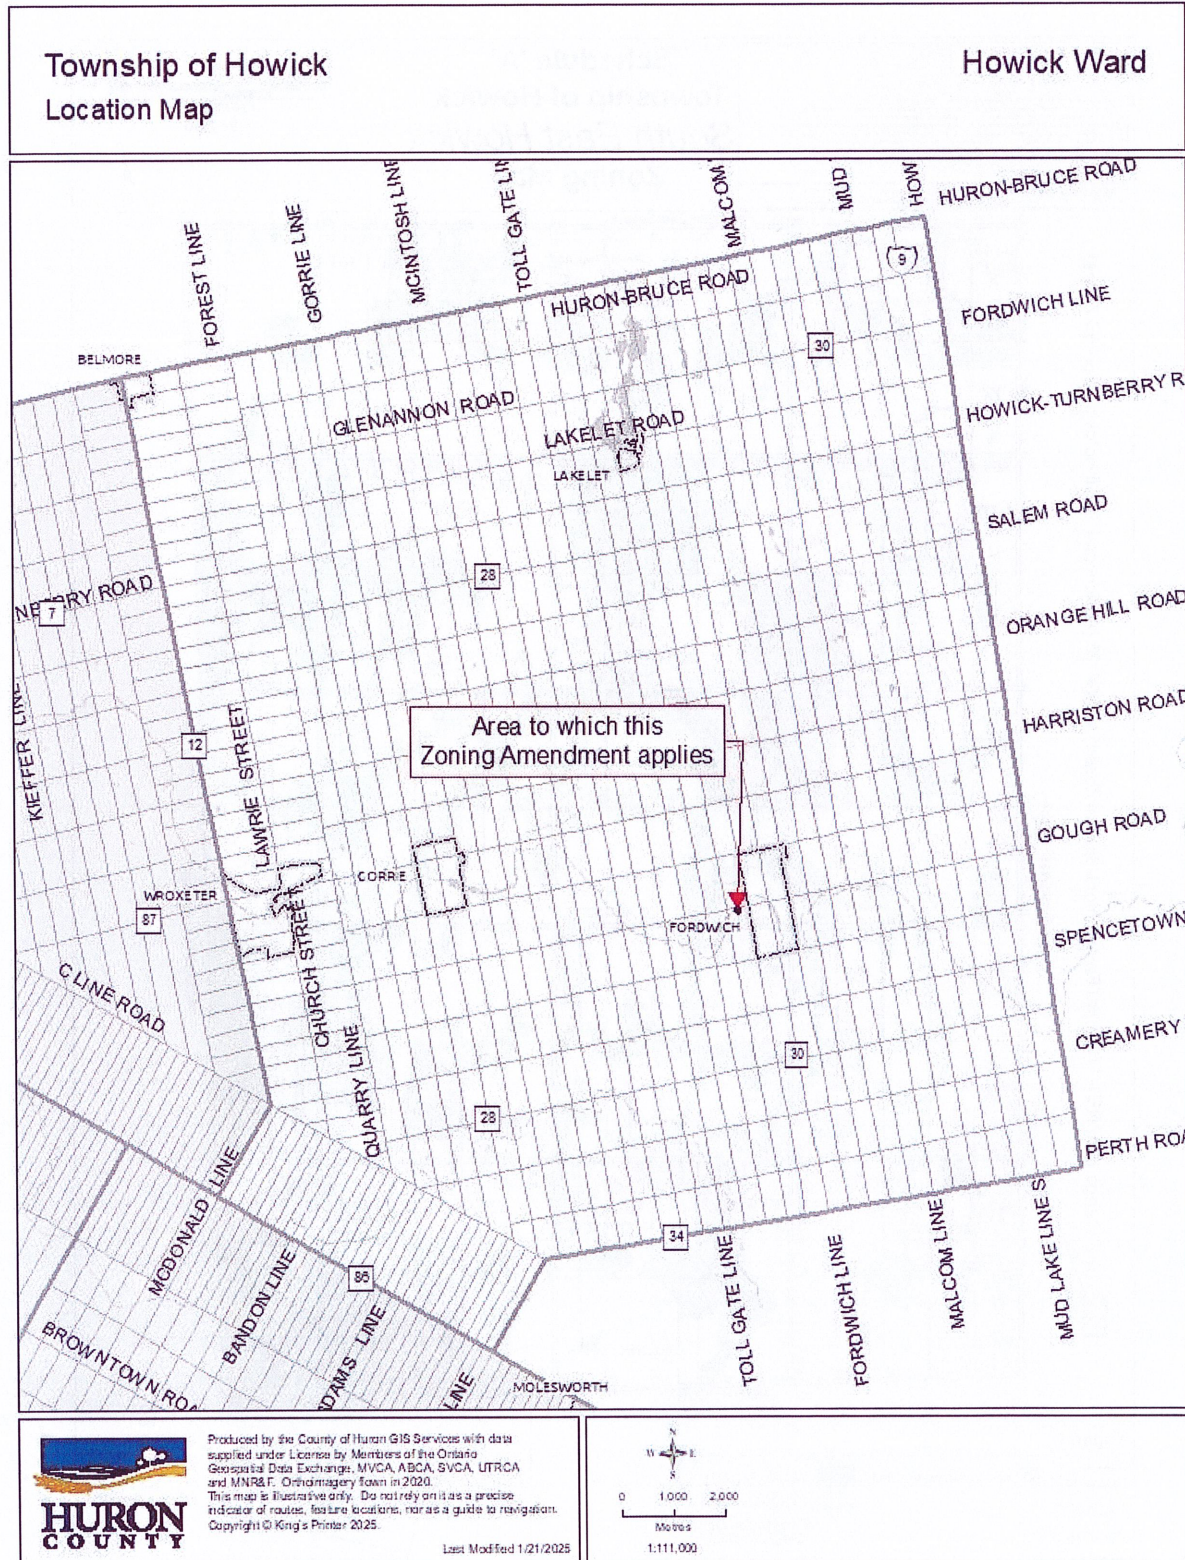 Township of Howick
Howick Ward
Location Map
FOREST LINE
GORRIE LINE
MCINTOSH LINE
TOLL GATE LIN
MALCOM
MUD
HOW
HURON-BRUCE ROAD
9
HURON-BRUCE ROAD
FORDWICH LINE
30
BELMORE
GLENANNON ROAD
LAKELET ROAD
LAKELET
HOWICK-TURNBERRY R
SALEM ROAD
28
NBERRY ROAD
7
ORANGE HILL ROAD
KIEFFER LINE
12
LAWRIE STREET
Area to which this
Zoning Amendment applies
HARRISTON ROAD
GOUGH ROAD
WROXETER
87
CORRIE
FORDWICH
CHURCH STREET
SPENCETOWN
C LINE ROAD
QUARRY LINE
30
CREAMERY
28
PERTH ROA
MCDONALD LINE
34
BANDON LINE
86
TOLL GATE LINE
FORDWICH LINE
MALCOM LINE
MUD LAKE LINE S
BROWNTOWN ROA
DAMS LINE
LINE
MOLESWORTH
HURON
COUNTY
Produced by the County of Huron GIS Services with data
supplied under License by Members of the Ontario
Geospatial Data Exchange, MVCA, ABCA, SVCA, UTRCA
and MNR&F. Orthoimagery flown in 2020.
This map is illustrative only. Do not rely on it as a precise
indicator of routes, feature locations, nor as a guide to navigation.
Copyright © King's Printer 2025.
Last Modified 1/21/2025
N
W E
S
0 1,000 2,000
Metres
1:111,000